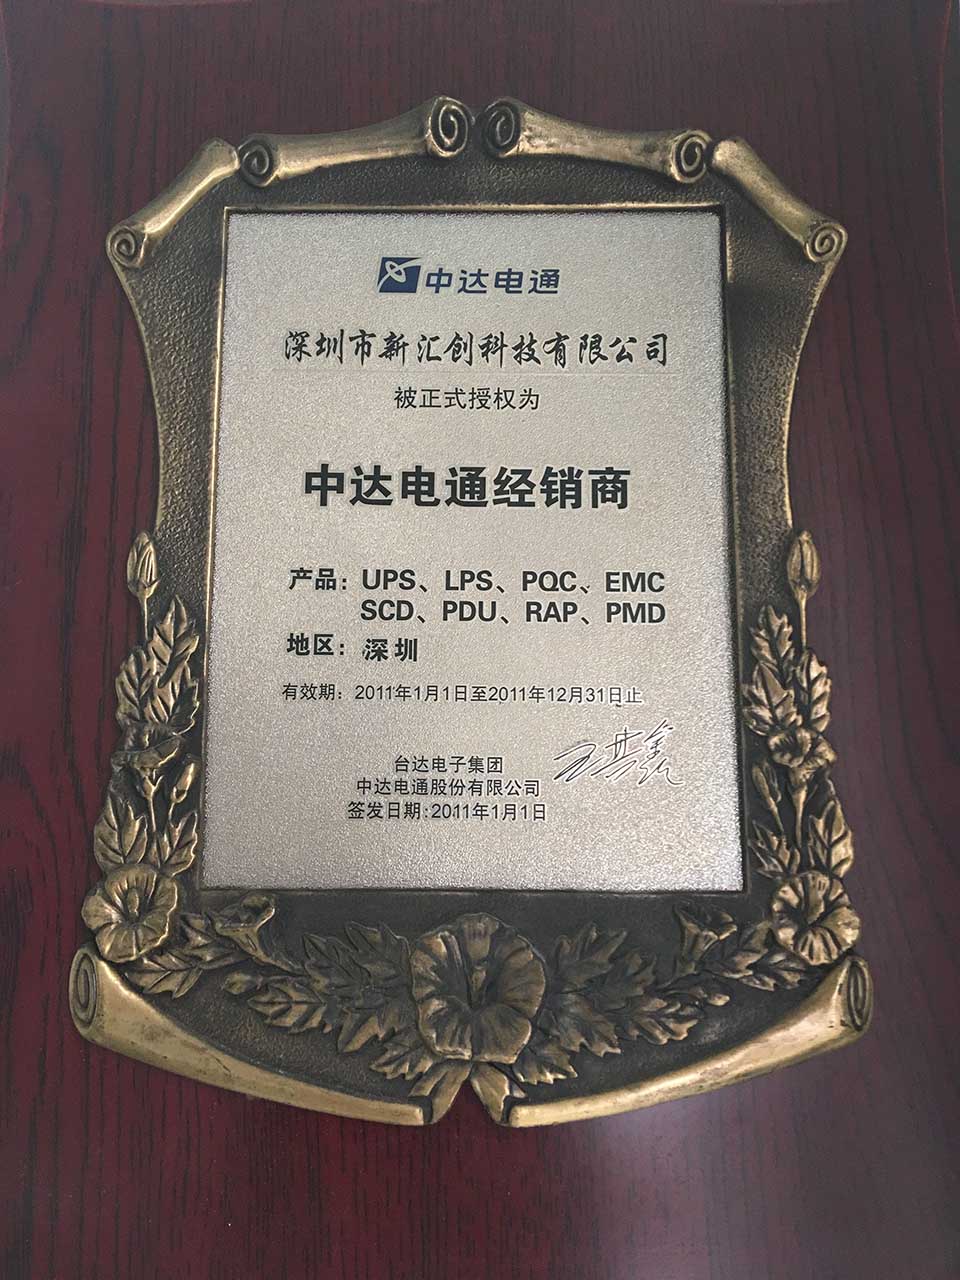 中达电通
深圳市新汇创科技有限公司
被正式授权为
中达电通经销商
产品：UPS、LPS、PQC、EMC
SCD、PDU、RAP、PMD
地区：深圳
有效期：2011年1月1日至2011年12月31日止
台达电子集团
中达电通股份有限公司
签发日期:2011年1月1日